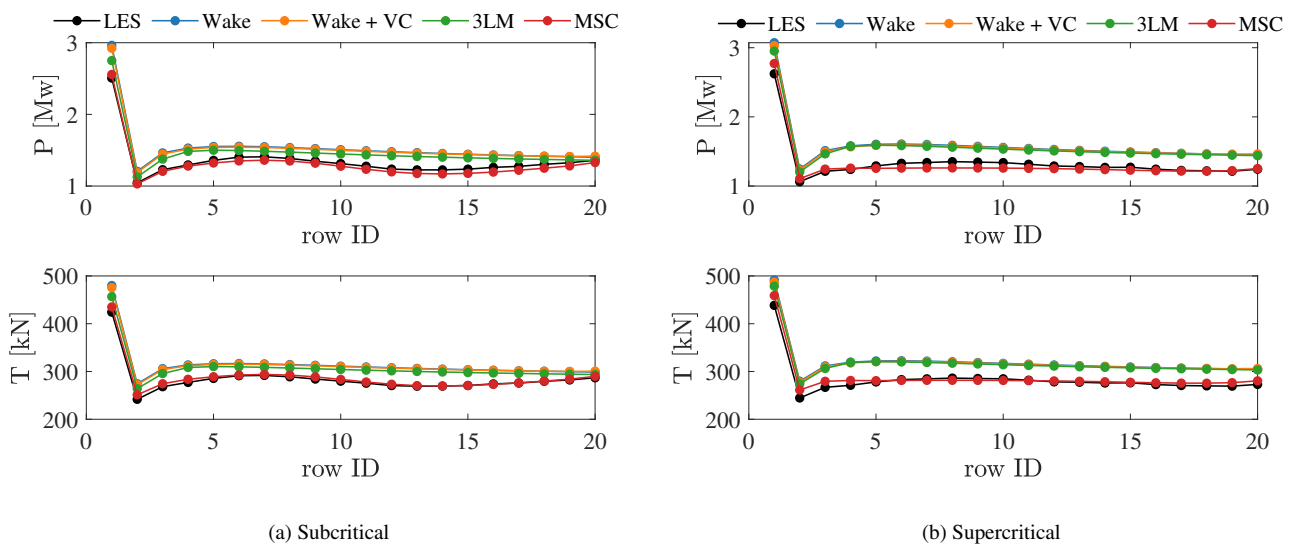 LES Wake Wake + VC 3LM MSC
3
2
1
P [Mw]
0 5 10 15 20
row ID
500
400
300
200
T [kN]
0 5 10 15 20
row ID
(a) Subcritical
LES Wake Wake + VC 3LM MSC
3
2
1
P [Mw]
0 5 10 15 20
row ID
500
400
300
200
T [kN]
0 5 10 15 20
row ID
(b) Supercritical